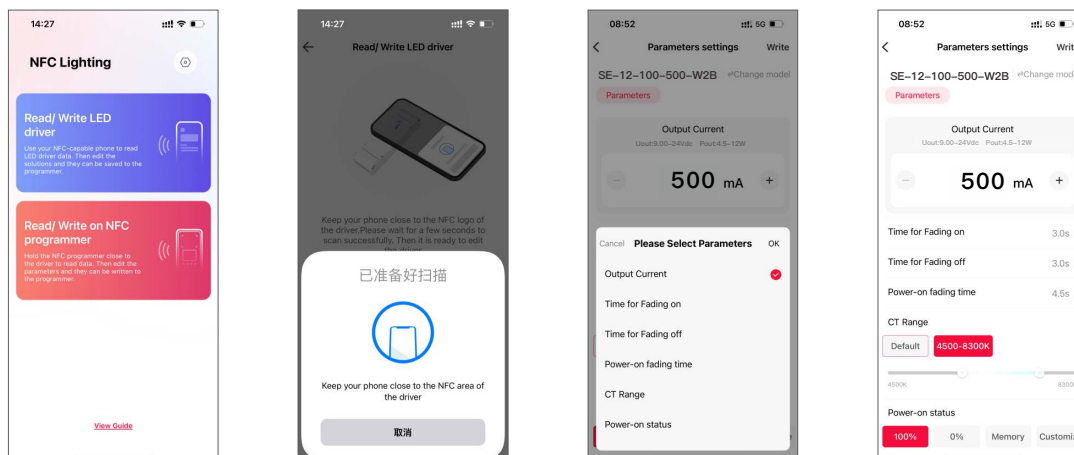 14:27
NFC Lighting
Read/ Write LED
driver
Use your NFC-capable phone to read
LED driver data. Then edit the
solutions and they can be saved to the
programmer.
Read/ Write on NFC
programmer
Hold the NFC programmer close to
the driver to read data. Then edit the
parameters and they can be written to
the programmer.
View Guide
14:27
Read/ Write LED driver
Keep your phone close to the NFC logo of
the driver.Please wait for a few seconds to
scan successfully. Then it is ready to edit
the driver
已准备好扫描
Keep your phone close to the NFC area of
the driver
取消
08:52 5G
Parameters settings Write
SE-12-100-500-W2B ⇌Change model
Parameters
Output Current
Uout:9.00-24Vdc Pout:4.5-12W
− 500 mA +
Cancel Please Select Parameters OK
Output Current
Time for Fading on
Time for Fading off
Power-on fading time
CT Range
Power-on status
08:52 5G
Parameters settings Writ
SE-12-100-500-W2B ⇌Change mod
Parameters
Output Current
Uout:9.00-24Vdc Pout:4.5-12W
− 500 mA +
Time for Fading on 3.0s
Time for Fading off 3.0s
Power-on fading time 4.5s
CT Range
Default 4500-8300K
4500K 8300
Power-on status
100% 0% Memory Customiz